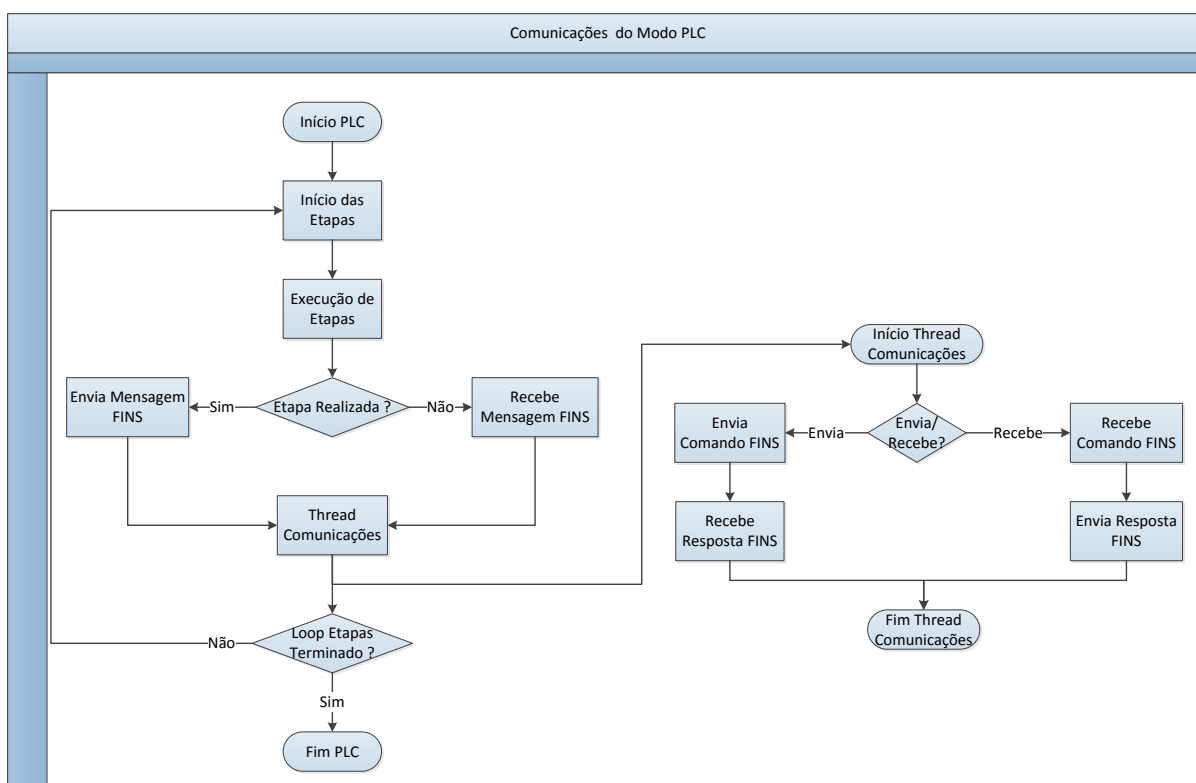 Comunicações do Modo PLC
Início PLC
Início das
Etapas
Execução de
Etapas
Etapa Realizada ?
Sim
Não
Envia Mensagem
FINS
Recebe
Mensagem FINS
Thread
Comunicações
Loop Etapas
Terminado ?
Não
Sim
Fim PLC
Início Thread
Comunicações
Envia/
Recebe?
Envia
Recebe
Envia
Comando FINS
Recebe
Comando FINS
Recebe
Resposta FINS
Envia Resposta
FINS
Fim Thread
Comunicações